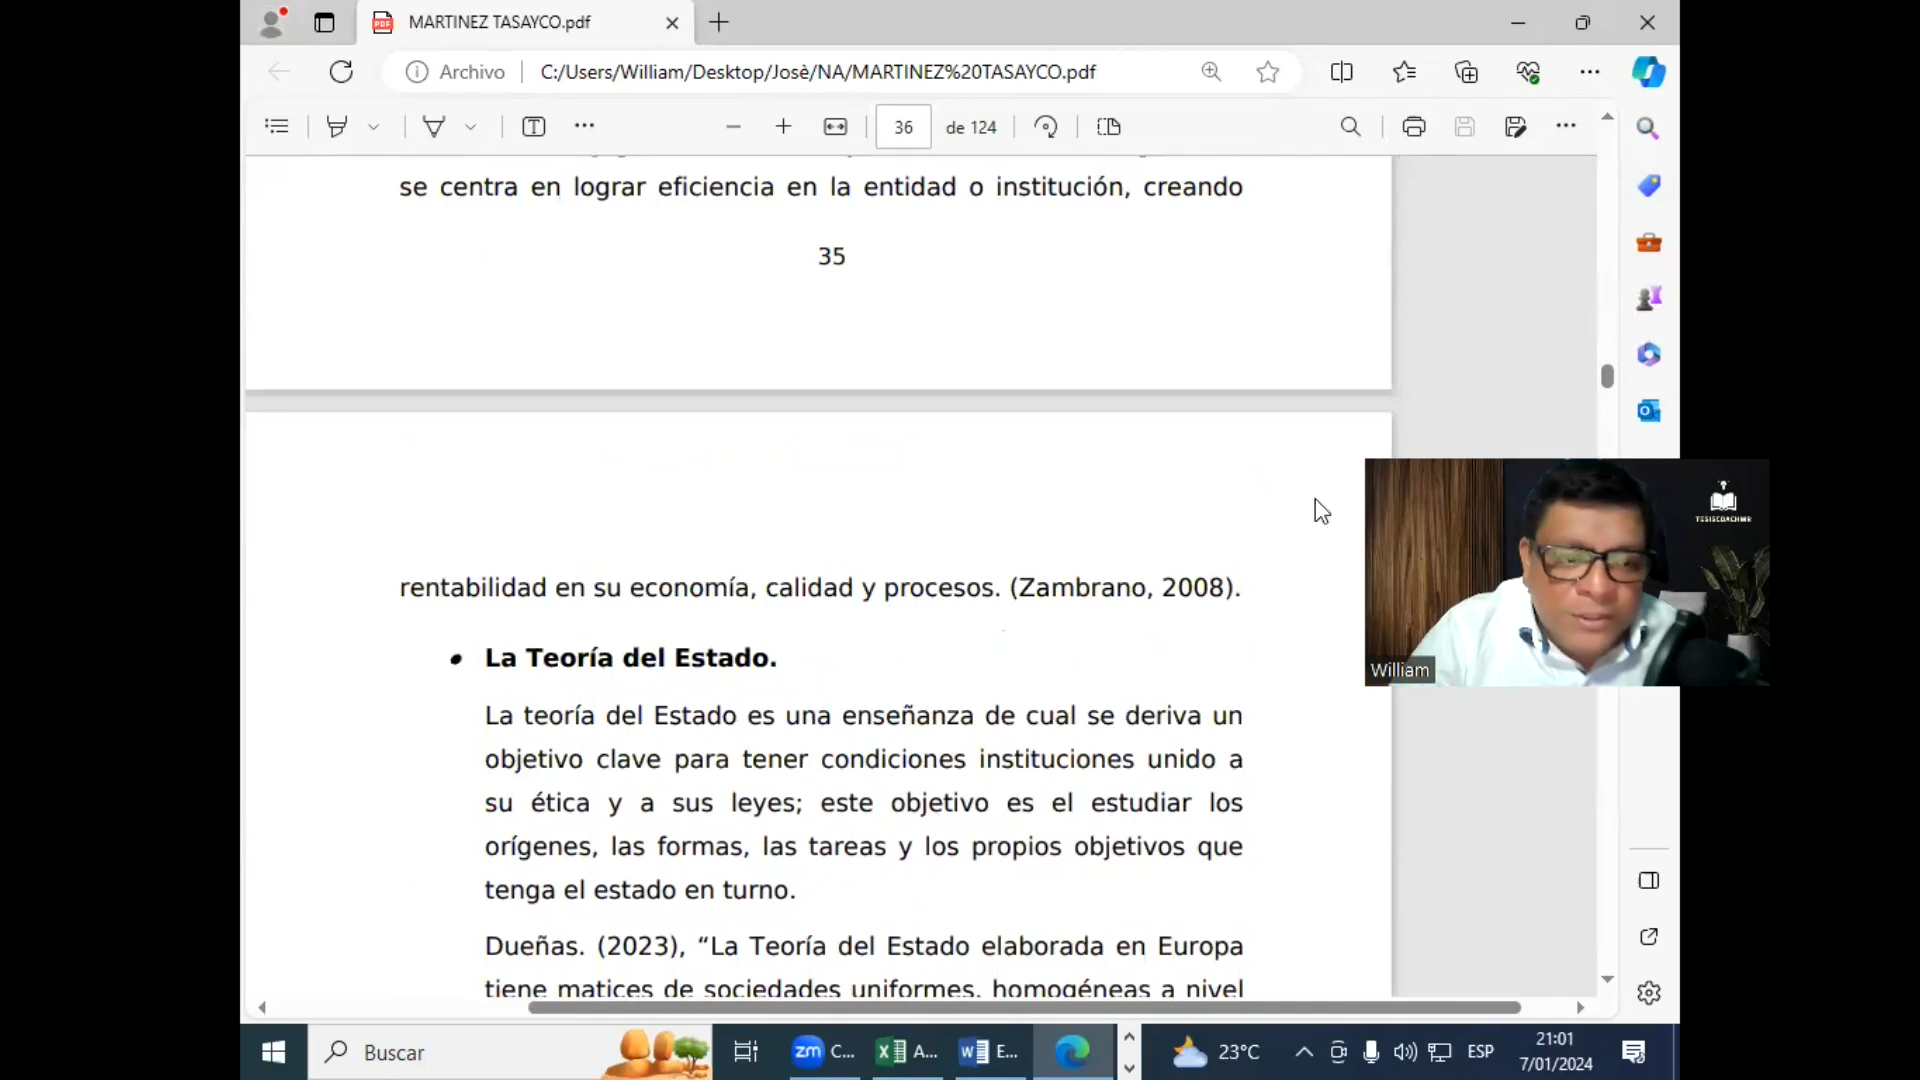 MARTINEZ TASAYCO.pdf
Archivo
C:/Users/William/Desktop/Josè/NA/MARTINEZ%20TASAYCO.pdf
36 de 124
se centra en lograr eficiencia en la entidad o institución, creando
35
rentabilidad en su economía, calidad y procesos. (Zambrano, 2008).
• La Teoría del Estado.
La teoría del Estado es una enseñanza de cual se deriva un
objetivo clave para tener condiciones instituciones unido a
su ética y a sus leyes; este objetivo es el estudiar los
orígenes, las formas, las tareas y los propios objetivos que
tenga el estado en turno.
Dueñas. (2023), “La Teoría del Estado elaborada en Europa
tiene matices de sociedades uniformes, homogéneas a nivel
TESISCOACHMR
William
Buscar
zm C...
A...
E...
23°C
ESP
21:01
7/01/2024